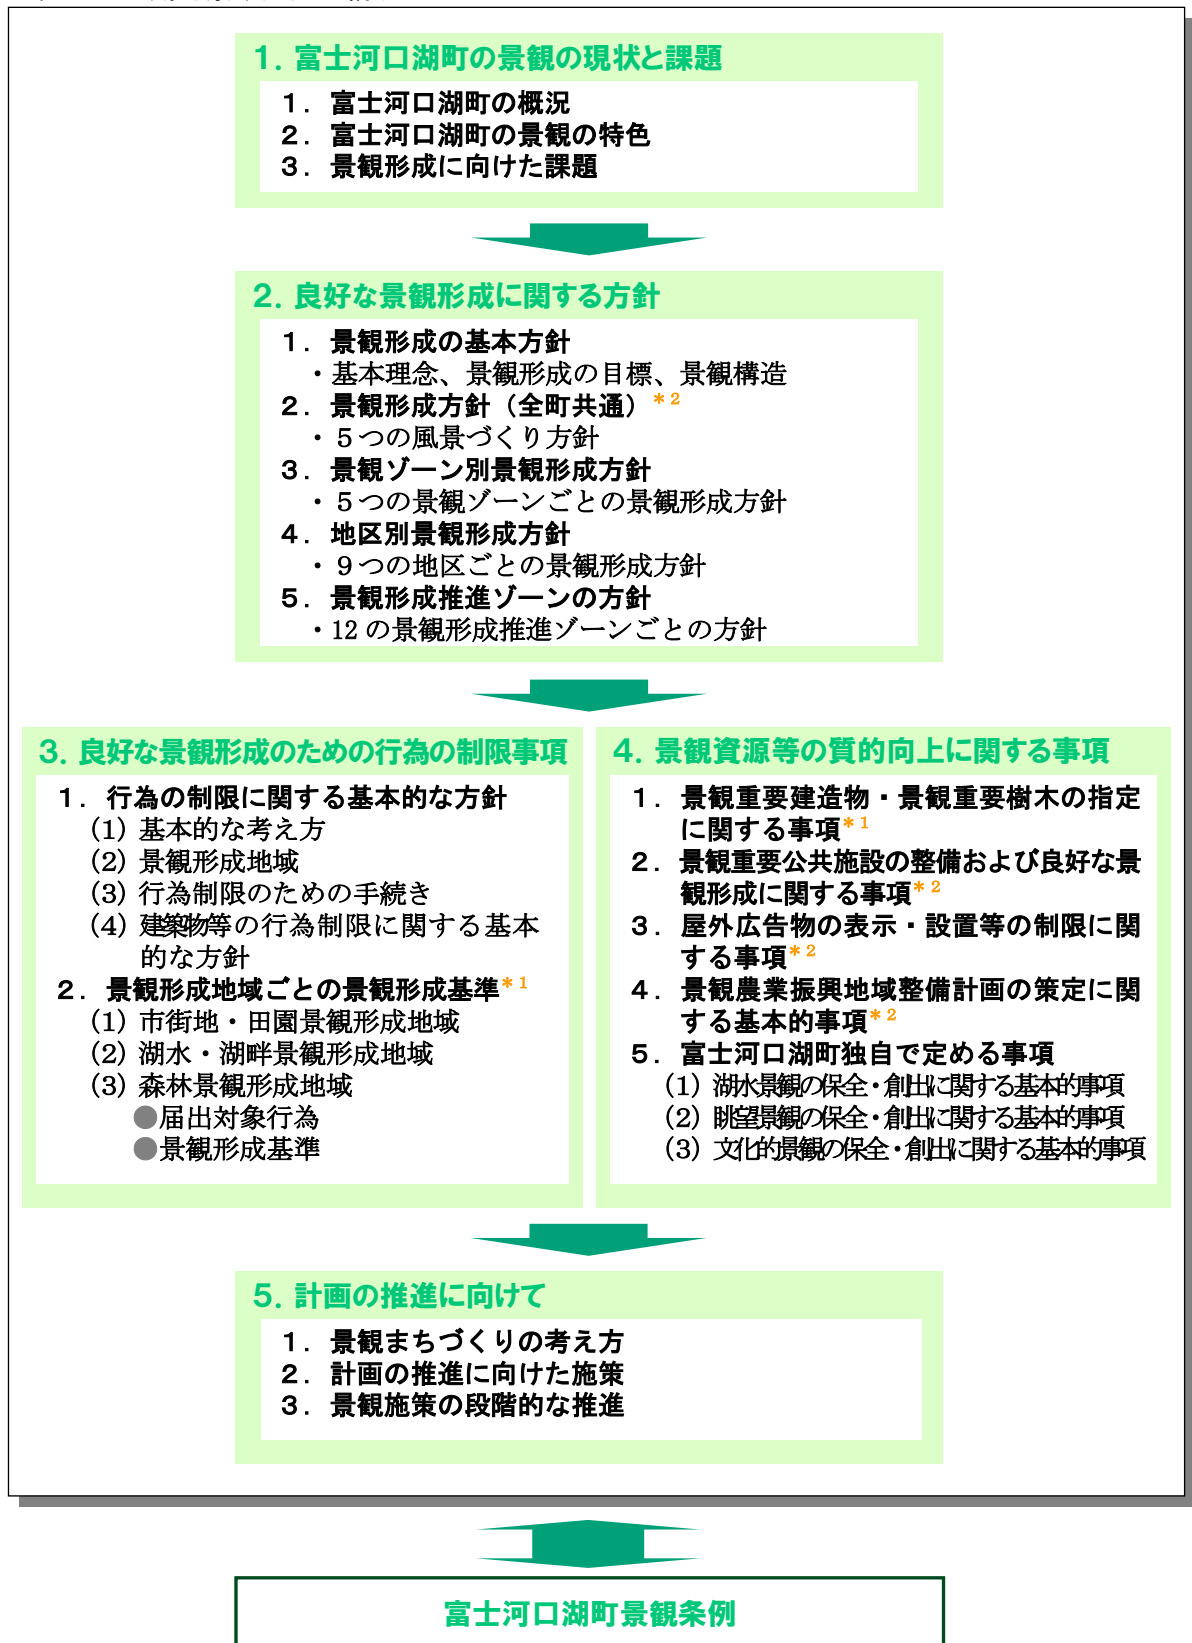 1. 富士河口湖町の景観の現状と課題
１．富士河口湖町の概況
２．富士河口湖町の景観の特色
３．景観形成に向けた課題
2. 良好な景観形成に関する方針
１．景観形成の基本方針
・基本理念、景観形成の目標、景観構造
２．景観形成方針（全町共通）＊２
・５つの風景づくり方針
３．景観ゾーン別景観形成方針
・５つの景観ゾーンごとの景観形成方針
４．地区別景観形成方針
・９つの地区ごとの景観形成方針
５．景観形成推進ゾーンの方針
・12 の景観形成推進ゾーンごとの方針
3. 良好な景観形成のための行為の制限事項
１．行為の制限に関する基本的な方針
(1) 基本的な考え方
(2) 景観形成地域
(3) 行為制限のための手続き
(4) 建築物等の行為制限に関する基本
的な方針
２．景観形成地域ごとの景観形成基準＊１
(1) 市街地・田園景観形成地域
(2) 湖水・湖畔景観形成地域
(3) 森林景観形成地域
●届出対象行為
●景観形成基準
4. 景観資源等の質的向上に関する事項
１．景観重要建造物・景観重要樹木の指定
に関する事項＊１
２．景観重要公共施設の整備および良好な景
観形成に関する事項＊２
３．屋外広告物の表示・設置等の制限に関
する事項＊２
４．景観農業振興地域整備計画の策定に関
する基本的事項＊２
５．富士河口湖町独自で定める事項
(1) 湖水景観の保全・創出に関する基本的事項
(2) 眺望景観の保全・創出に関する基本的事項
(3) 文化的景観の保全・創出に関する基本的事項
5. 計画の推進に向けて
１．景観まちづくりの考え方
２．計画の推進に向けた施策
３．景観施策の段階的な推進
富士河口湖町景観条例